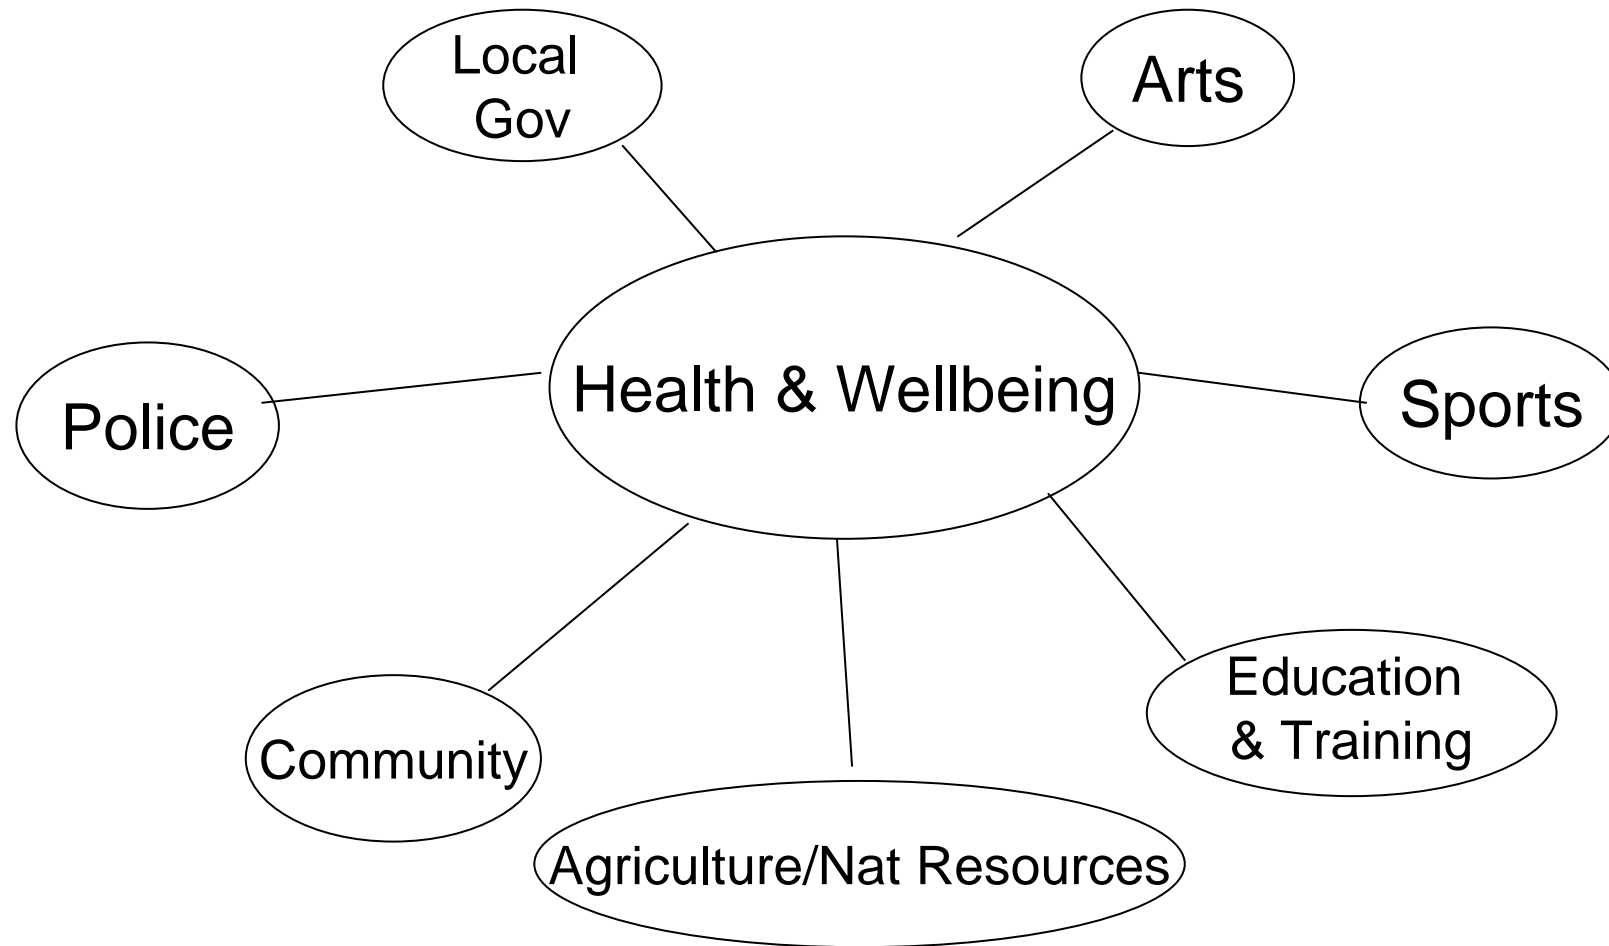 Local
Gov
Arts
Health & Wellbeing
Police
Sports
Education
& Training
Community
Agriculture/Nat Resources